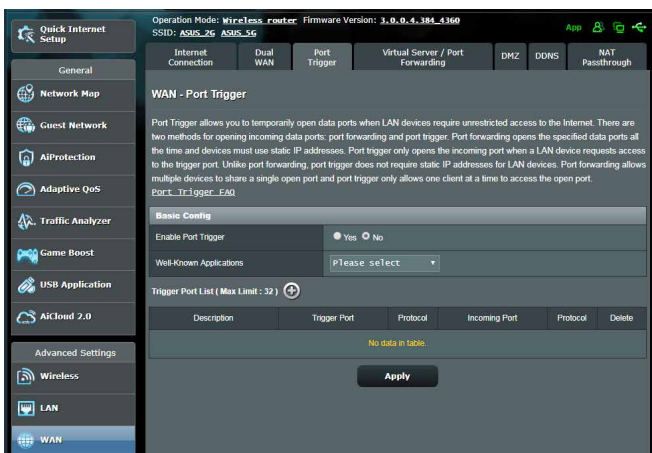 Quick Internet Setup
Operation Mode: Wireless router Firmware Version: 3.0.0.4.384_4360
SSID: ASUS_2G ASUS_5G
App
Internet Connection
Dual WAN
Port Trigger
Virtual Server / Port Forwarding
DMZ
DDNS
NAT Passthrough
General
Network Map
Guest Network
AiProtection
Adaptive QoS
Traffic Analyzer
Game Boost
USB Application
AiCloud 2.0
Advanced Settings
Wireless
LAN
WAN
WAN - Port Trigger
Port Trigger allows you to temporarily open data ports when LAN devices require unrestricted access to the Internet. There are
two methods for opening incoming data ports: port forwarding and port trigger. Port forwarding opens the specified data ports all
the time and devices must use static IP addresses. Port trigger only opens the incoming port when a LAN device requests access
to the trigger port. Unlike port forwarding, port trigger does not require static IP addresses for LAN devices. Port forwarding allows
multiple devices to share a single open port and port trigger only allows one client at a time to access the open port.
Port Trigger FAQ
Basic Config
Enable Port Trigger
Yes No
Well-Known Applications
Please select
Trigger Port List ( Max Limit : 32 )
Description Trigger Port Protocol Incoming Port Protocol Delete
No data in table.
Apply